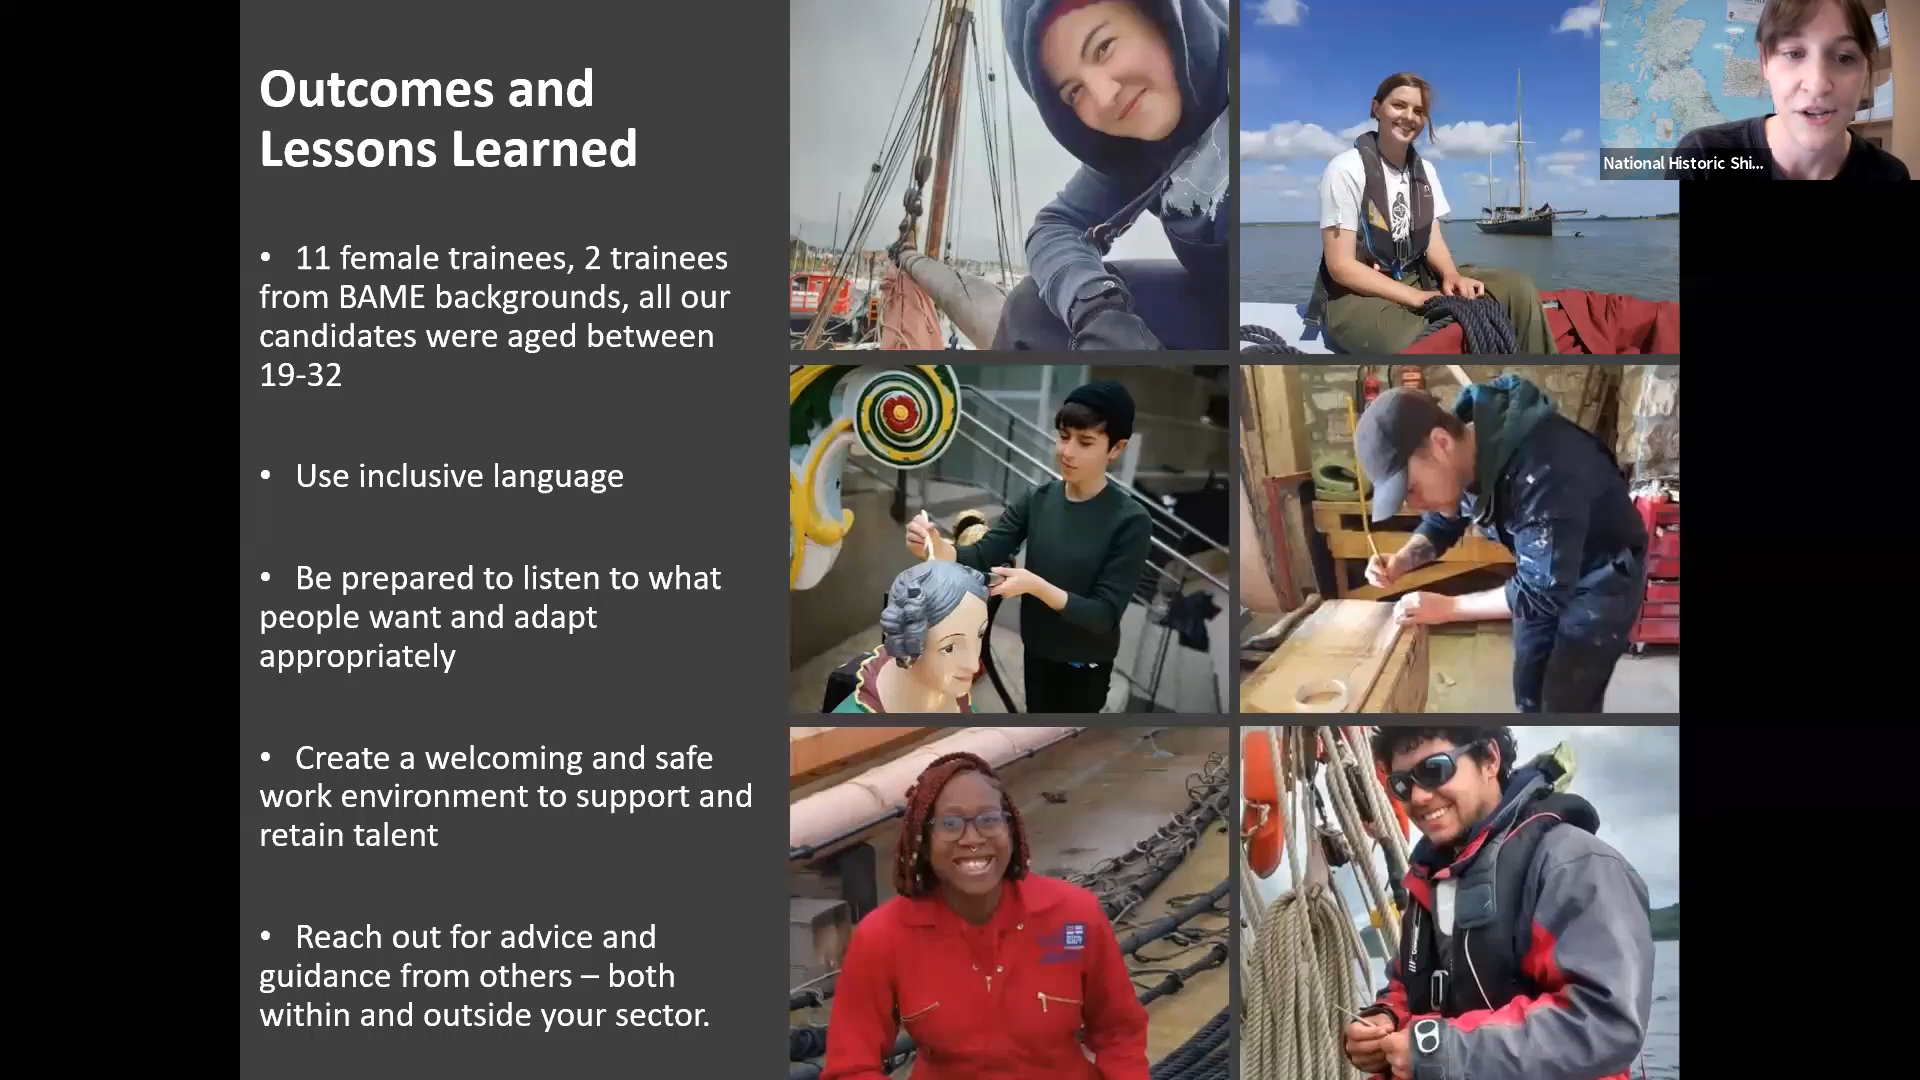 Outcomes and
Lessons Learned
• 11 female trainees, 2 trainees
from BAME backgrounds, all our
candidates were aged between
19-32
• Use inclusive language
• Be prepared to listen to what
people want and adapt
appropriately
• Create a welcoming and safe
work environment to support and
retain talent
• Reach out for advice and
guidance from others – both
within and outside your sector.
National Historic Shi...